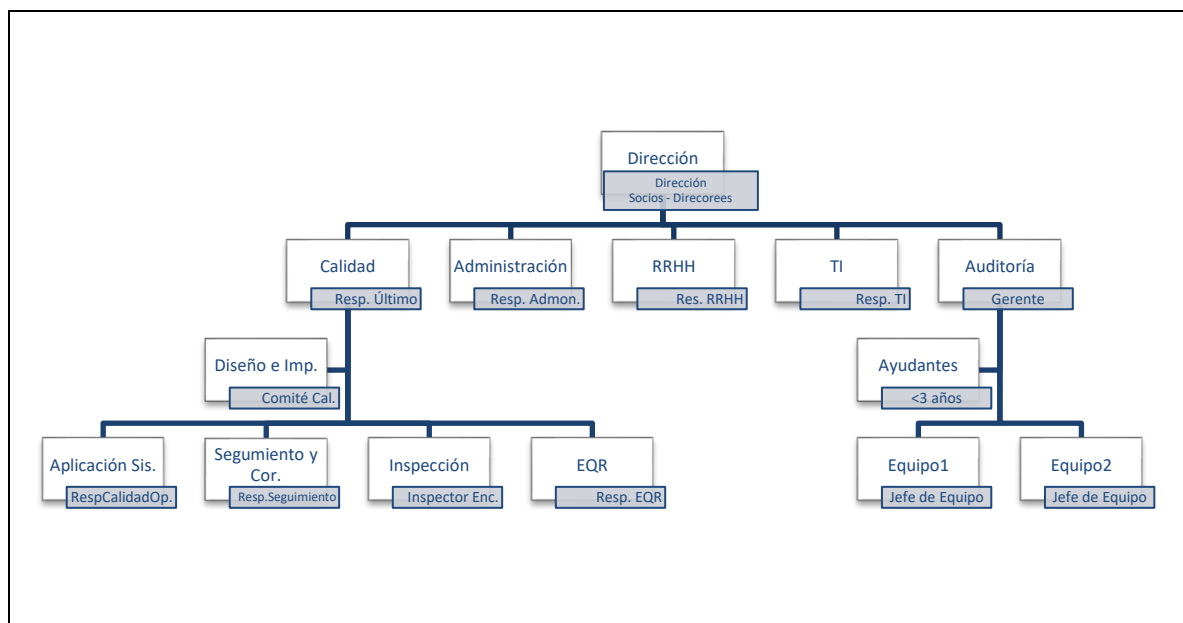 Dirección
Dirección
Socios - Direcorees
Calidad
Resp. Último
Administración
Resp. Admon.
RRHH
Res. RRHH
TI
Resp. TI
Auditoría
Gerente
Diseño e Imp.
Comité Cal.
Ayudantes
<3 años
Aplicación Sis.
RespCalidadOp.
Segumiento y
Cor.
Resp.Seguimiento
Inspección
Inspector Enc.
EQR
Resp. EQR
Equipo1
Jefe de Equipo
Equipo2
Jefe de Equipo